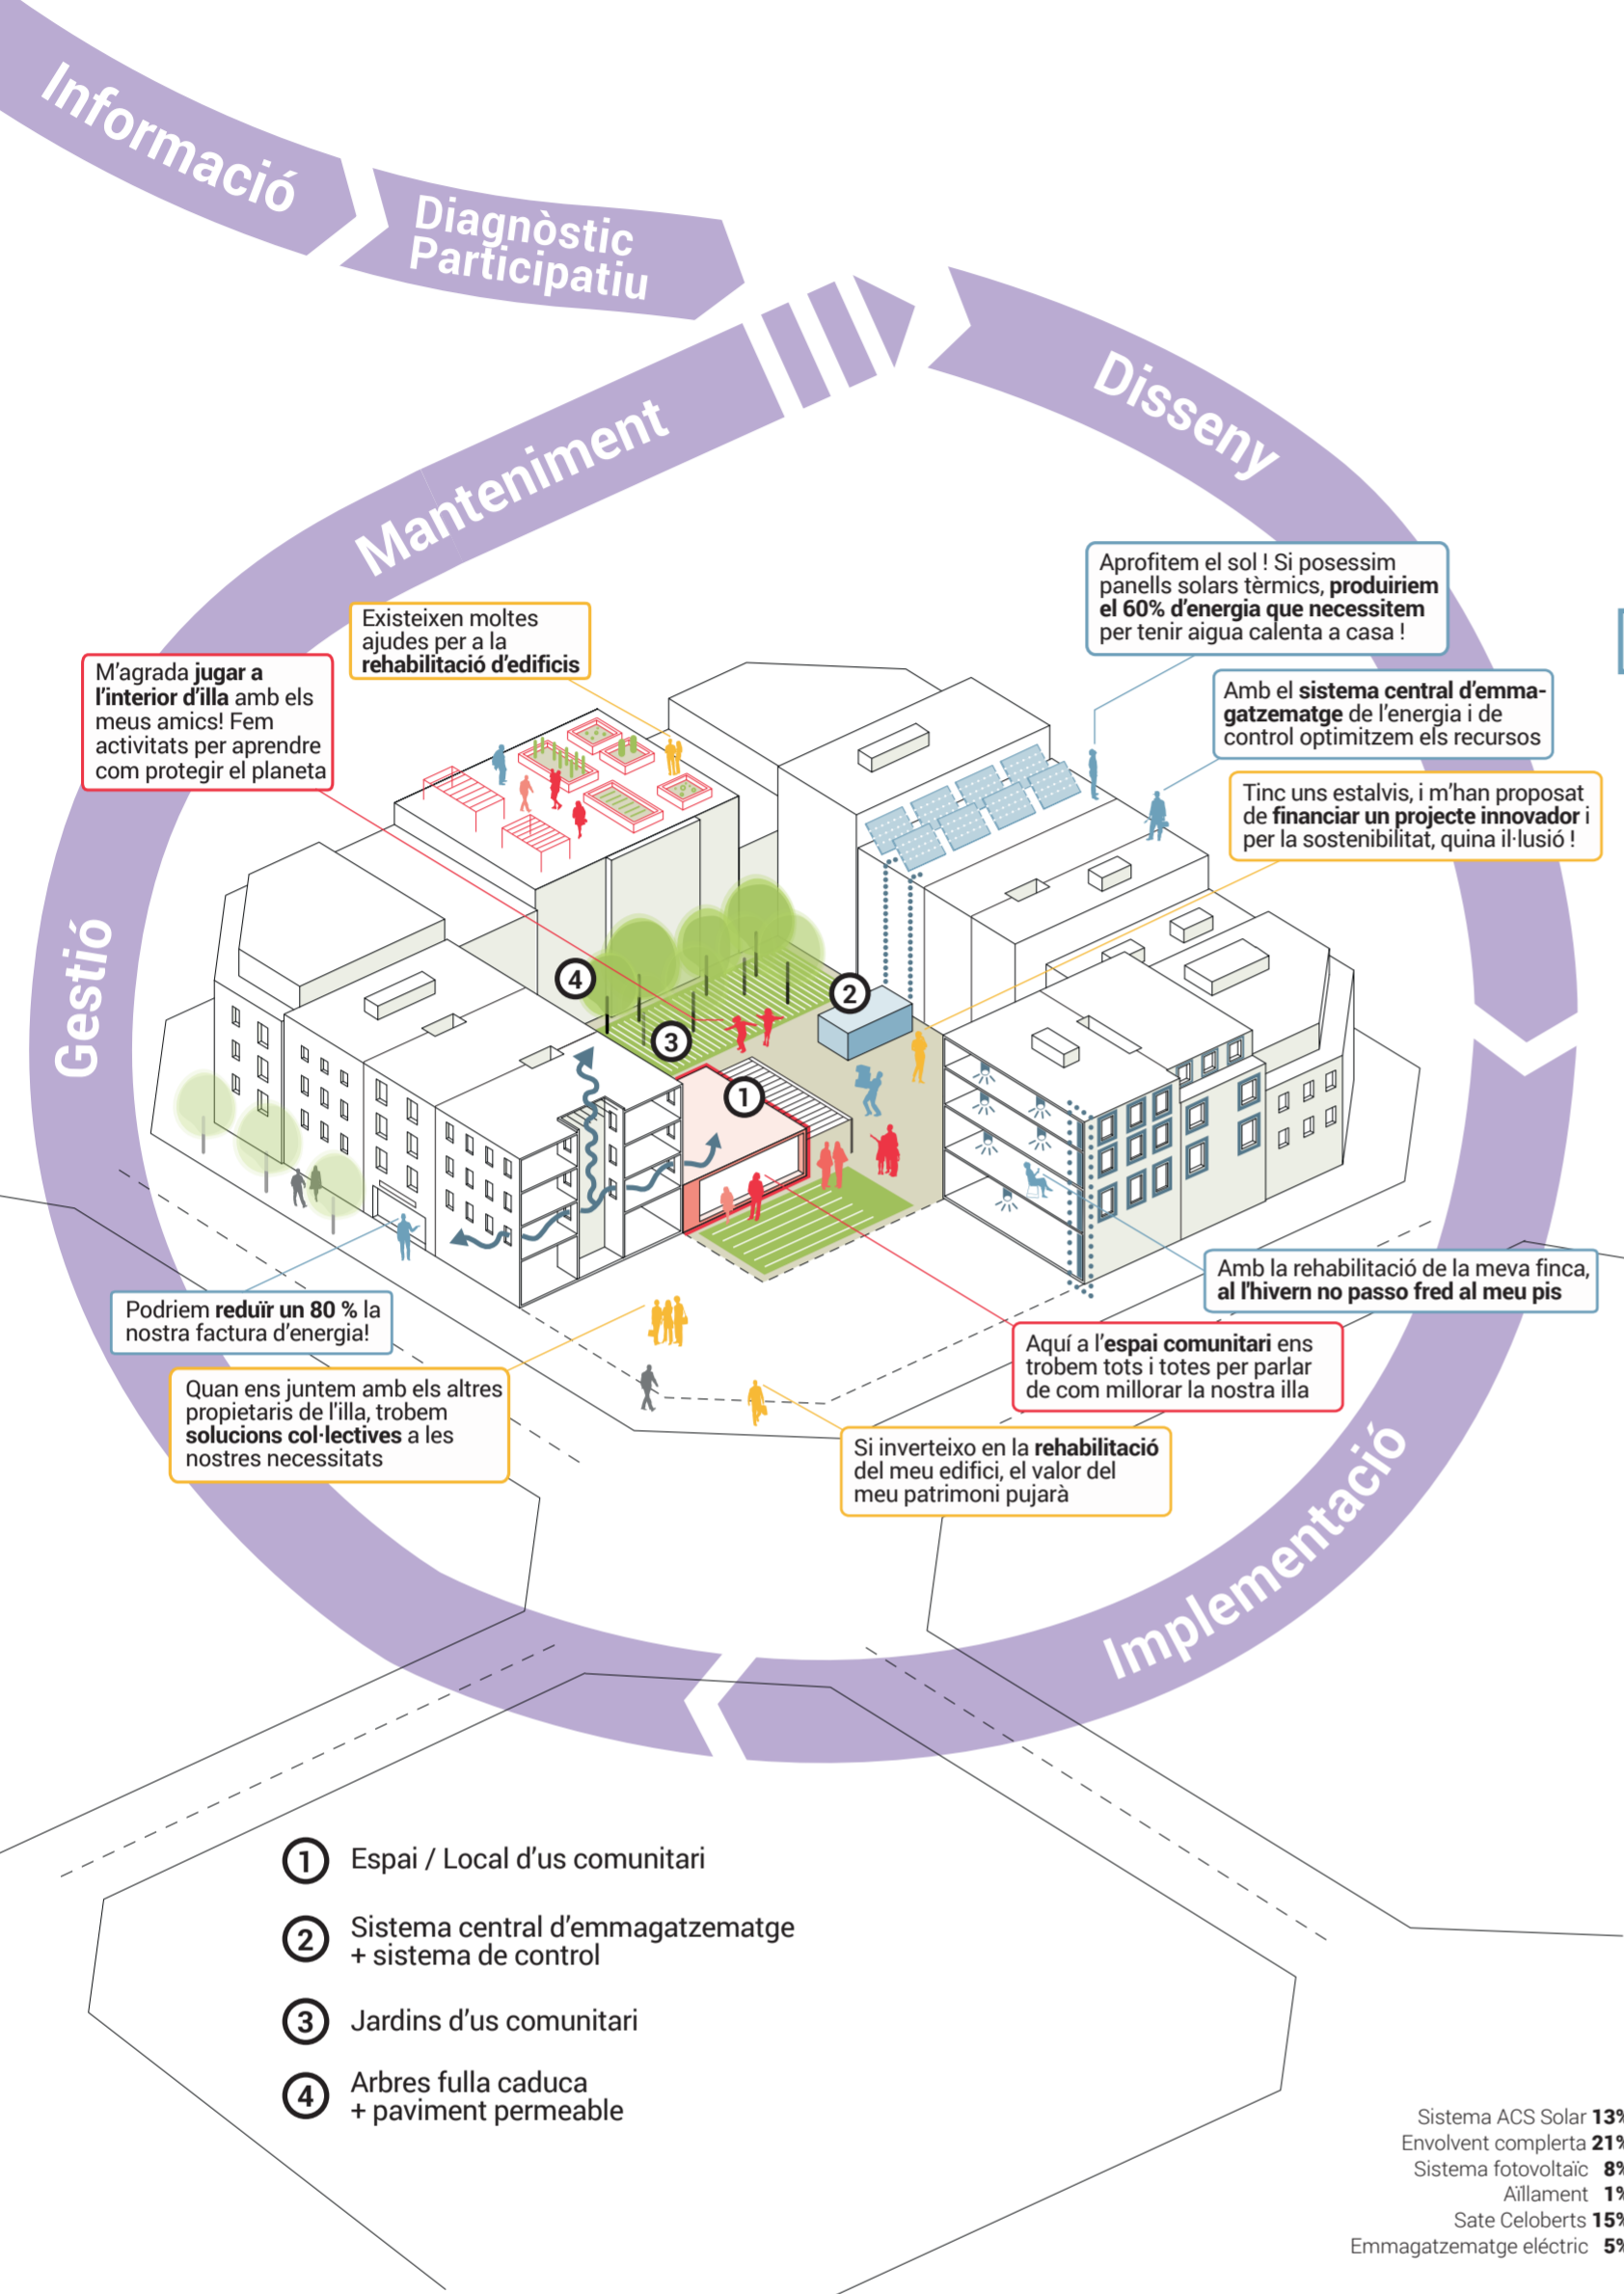 Informació
Diagnòstic
Participatiu
Disseny
Manteniment
Aprofitem el sol ! Si posessim
panells solars tèrmics, produiriem
el 60% d'energia que necessitem
per tenir aigua calenta a casa !
Existeixen moltes
ajudes per a la
rehabilitació d'edificis
M'agrada jugar a
l'interior d'illa amb els
meus amics! Fem
activitats per aprendre
com protegir el planeta
Amb el sistema central d'emma-
gatzematge de l'energia i de
control optimitzem els recursos
Tinc uns estalvis, i m'han proposat
de financiar un projecte innovador i
per la sostenibilitat, quina il·lusió !
Gestió
4
2
3
1
Amb la rehabilitació de la meva finca,
al l'hivern no passo fred al meu pis
Podriem reduïr un 80 % la
nostra factura d'energia!
Aquí a l'espai comunitari ens
trobem tots i totes per parlar
de com millorar la nostra illa
Quan ens juntem amb els altres
propietaris de l'illa, trobem
solucions col·lectives a les
nostres necessitats
Si inverteixo en la rehabilitació
del meu edifici, el valor del
meu patrimoni pujarà
Implementació
1 Espai / Local d'us comunitari
2 Sistema central d'emmagatzematge
+ sistema de control
3 Jardins d'us comunitari
4 Arbres fulla caduca
+ paviment permeable
Sistema ACS Solar 13%
Envolvent complerta 21%
Sistema fotovoltaïc 8%
Aïllament 1%
Sate Celoberts 15%
Emmagatzematge eléctric 5%